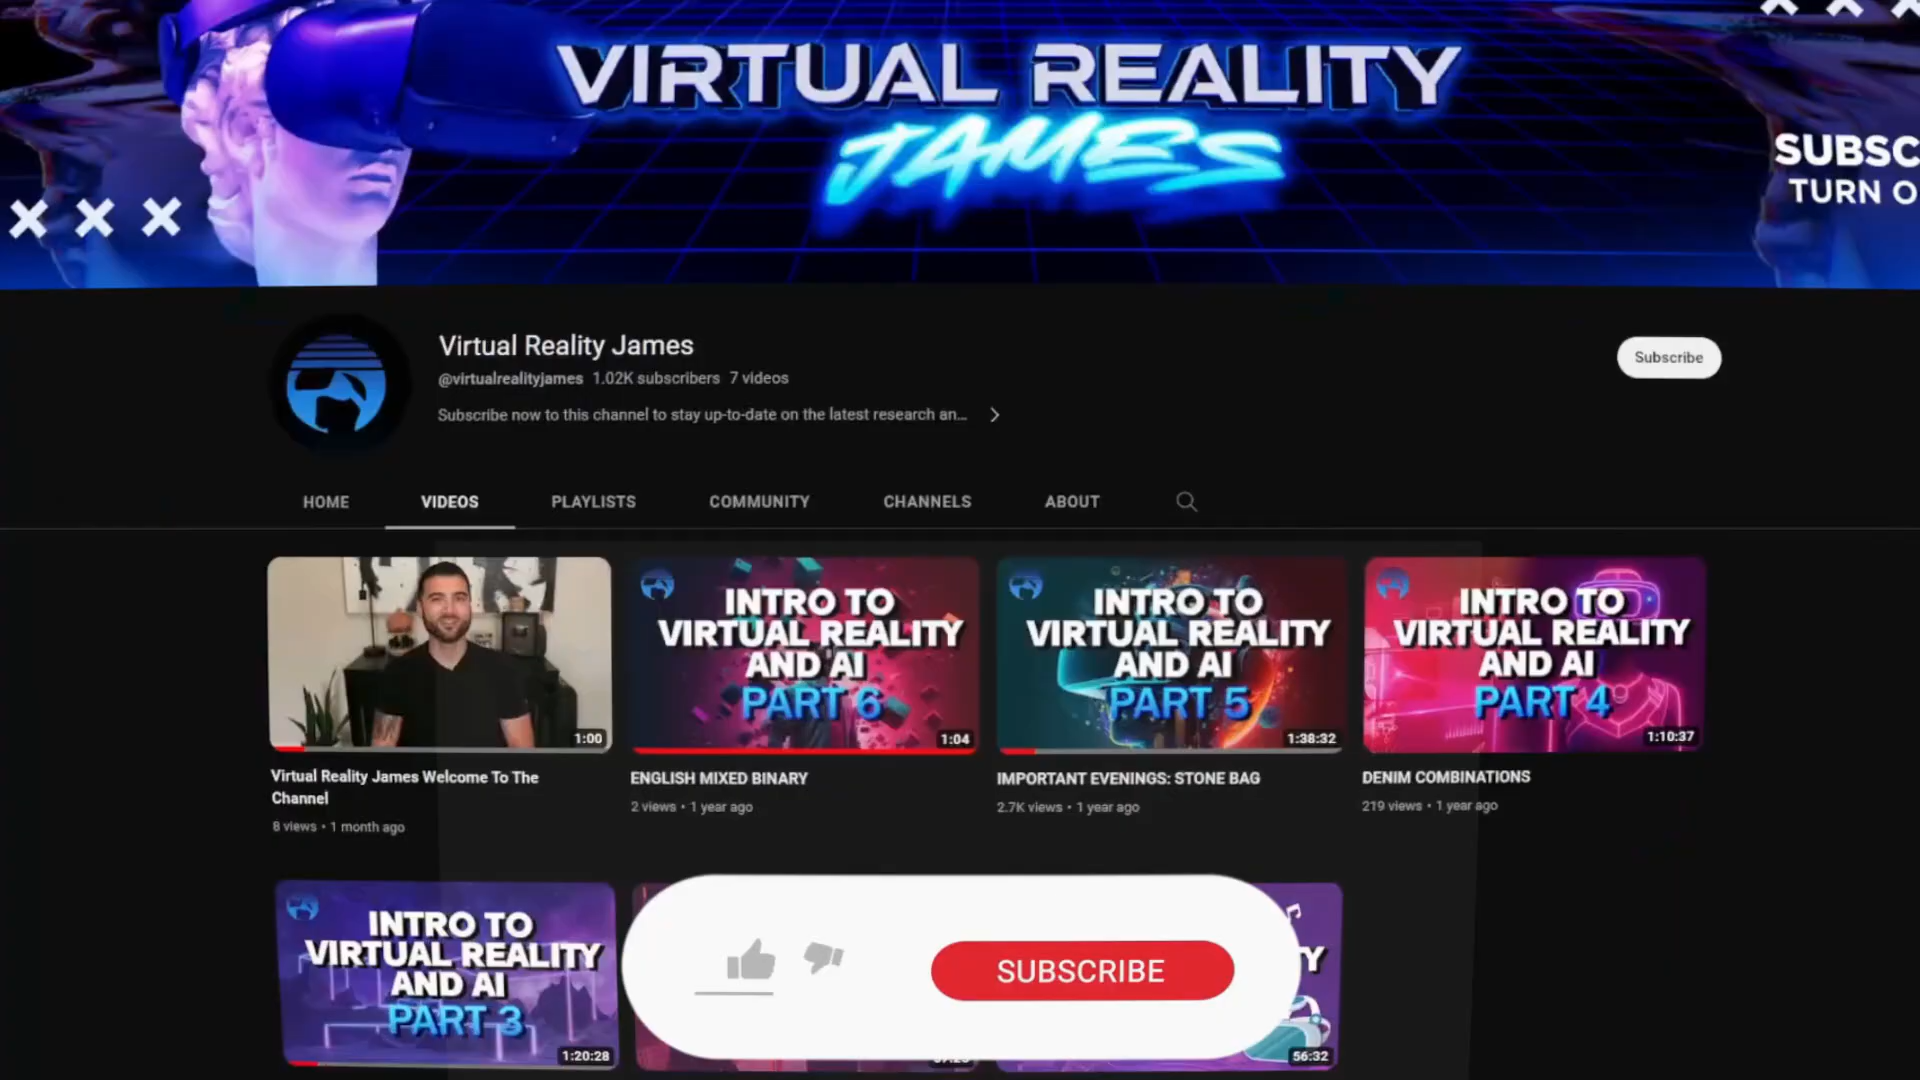 VIRTUAL REALITY
JAMES
SUBSC
TURN O
Virtual Reality James
@virtualrealityjames 1.02K subscribers 7 videos
Subscribe now to this channel to stay up-to-date on the latest research an...
Subscribe
HOME VIDEOS PLAYLISTS COMMUNITY CHANNELS ABOUT
1:00
Virtual Reality James Welcome To The
Channel
8 views • 1 month ago
INTRO TO
VIRTUAL REALITY
AND AI
PART 6
1:04
ENGLISH MIXED BINARY
2 views • 1 year ago
INTRO TO
VIRTUAL REALITY
AND AI
PART 5
1:38:32
IMPORTANT EVENINGS: STONE BAG
2.7K views • 1 year ago
INTRO TO
VIRTUAL REALITY
AND AI
PART 4
1:10:37
DENIM COMBINATIONS
219 views • 1 year ago
INTRO TO
VIRTUAL REALITY
AND AI
PART 3
1:20:28
SUBSCRIBE
TY
56:32